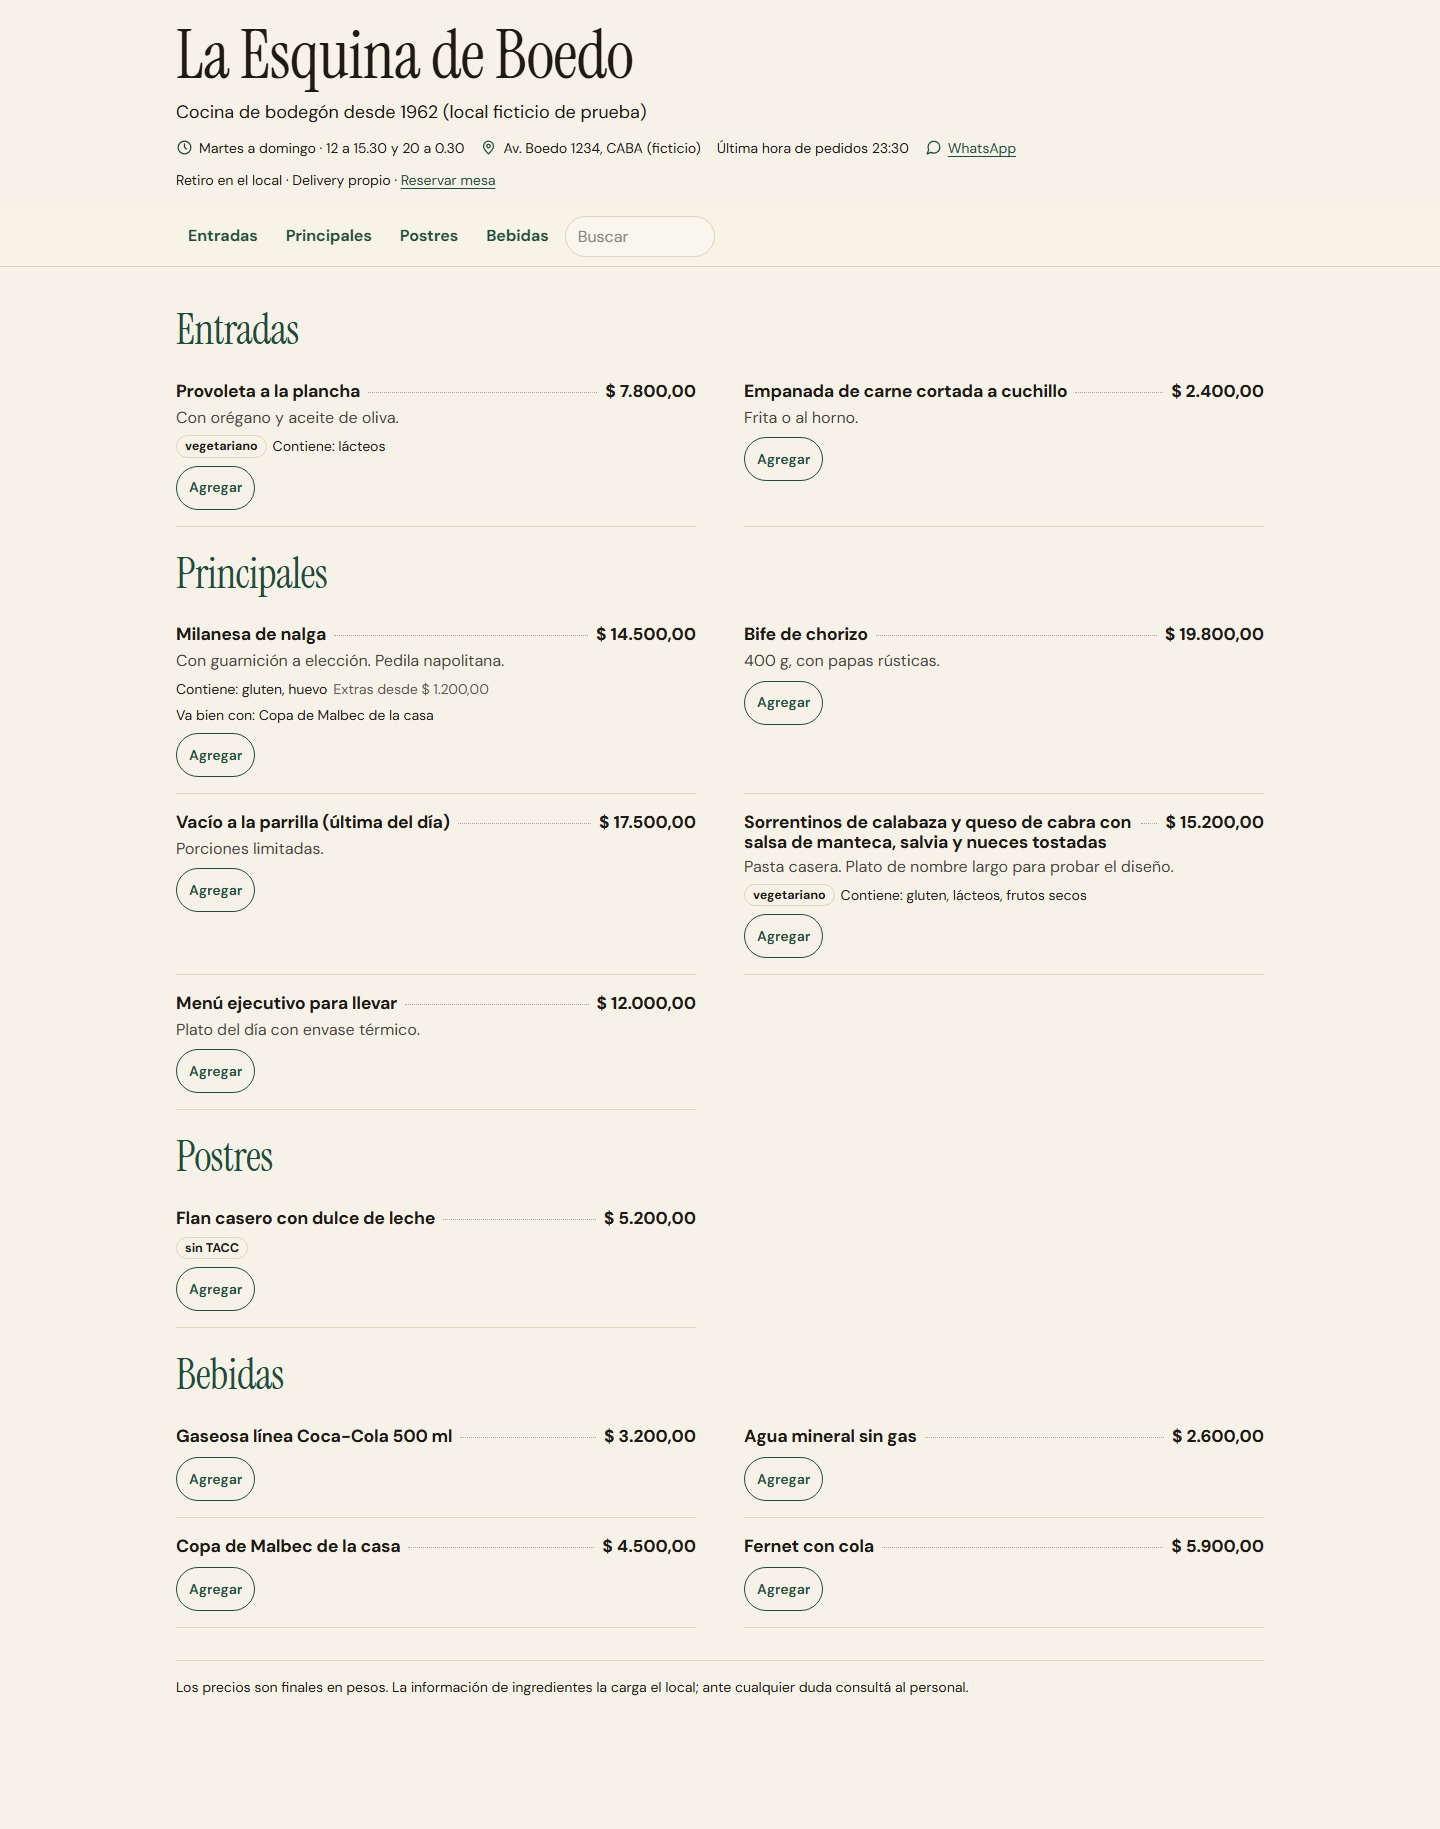 La Esquina de Boedo
Cocina de bodegón desde 1962 (local ficticio de prueba)
Martes a domingo · 12 a 15.30 y 20 a 0.30 Av. Boedo 1234, CABA (ficticio) Última hora de pedidos 23:30 WhatsApp
Retiro en el local · Delivery propio · Reservar mesa
Entradas Principales Postres Bebidas Buscar
Entradas
Provoleta a la plancha $ 7.800,00
Con orégano y aceite de oliva.
vegetariano Contiene: lácteos
Agregar
Empanada de carne cortada a cuchillo $ 2.400,00
Frita o al horno.
Agregar
Principales
Milanesa de nalga $ 14.500,00
Con guarnición a elección. Pedila napolitana.
Contiene: gluten, huevo Extras desde $ 1.200,00
Va bien con: Copa de Malbec de la casa
Agregar
Bife de chorizo $ 19.800,00
400 g, con papas rústicas.
Agregar
Vacío a la parrilla (última del día) $ 17.500,00
Porciones limitadas.
Agregar
Sorrentinos de calabaza y queso de cabra con $ 15.200,00
salsa de manteca, salvia y nueces tostadas
Pasta casera. Plato de nombre largo para probar el diseño.
vegetariano Contiene: gluten, lácteos, frutos secos
Agregar
Menú ejecutivo para llevar $ 12.000,00
Plato del día con envase térmico.
Agregar
Postres
Flan casero con dulce de leche $ 5.200,00
sin TACC
Agregar
Bebidas
Gaseosa línea Coca-Cola 500 ml $ 3.200,00
Agregar
Agua mineral sin gas $ 2.600,00
Agregar
Copa de Malbec de la casa $ 4.500,00
Agregar
Fernet con cola $ 5.900,00
Agregar
Los precios son finales en pesos. La información de ingredientes la carga el local; ante cualquier duda consultá al personal.